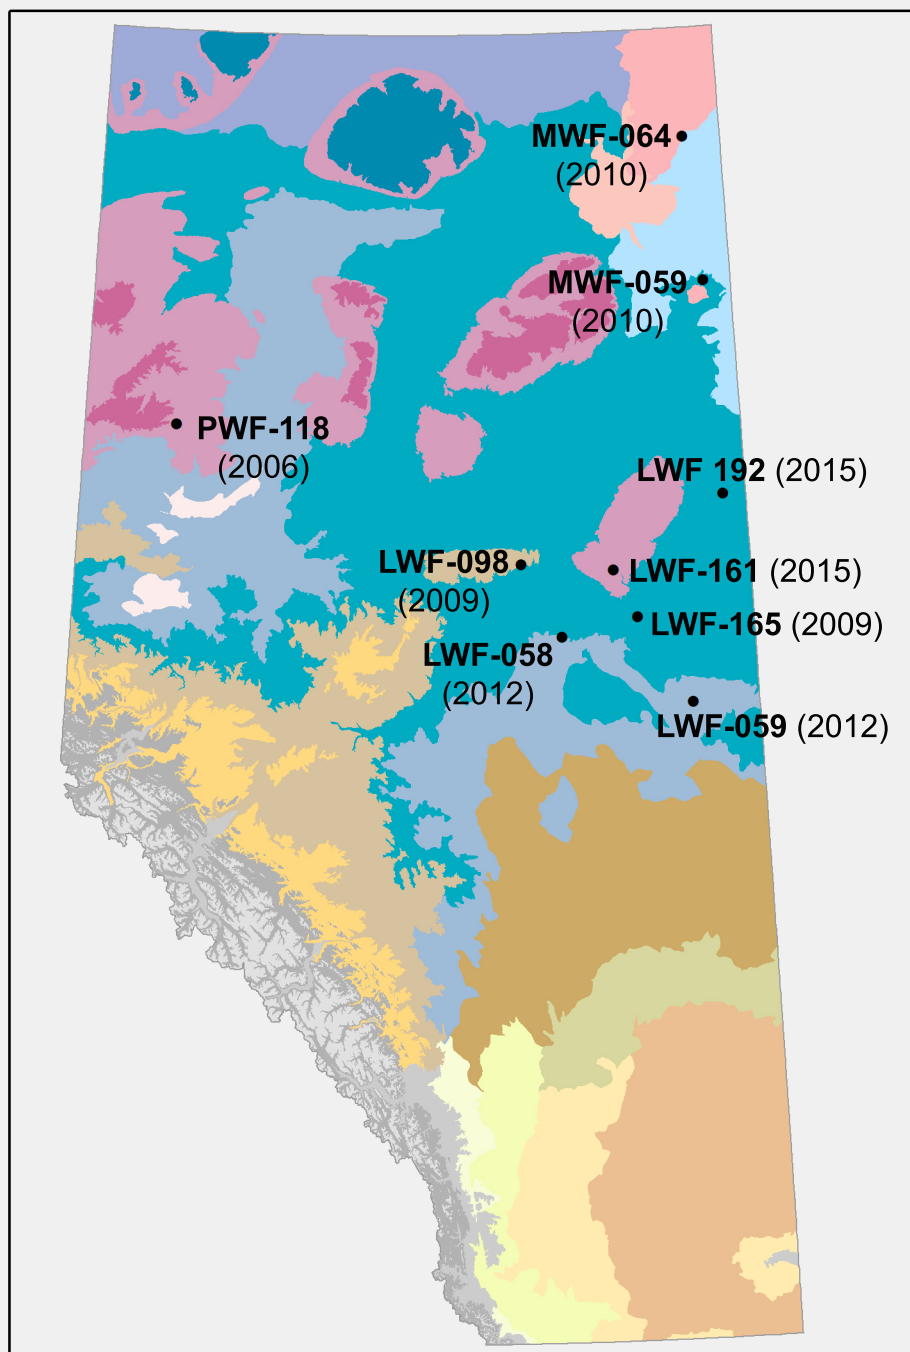 MWF-064
(2010)
MWF-059
(2010)
PWF-118
(2006)
LWF 192 (2015)
LWF-098
(2009)
LWF-161 (2015)
LWF-165 (2009)
LWF-058
(2012)
LWF-059 (2012)